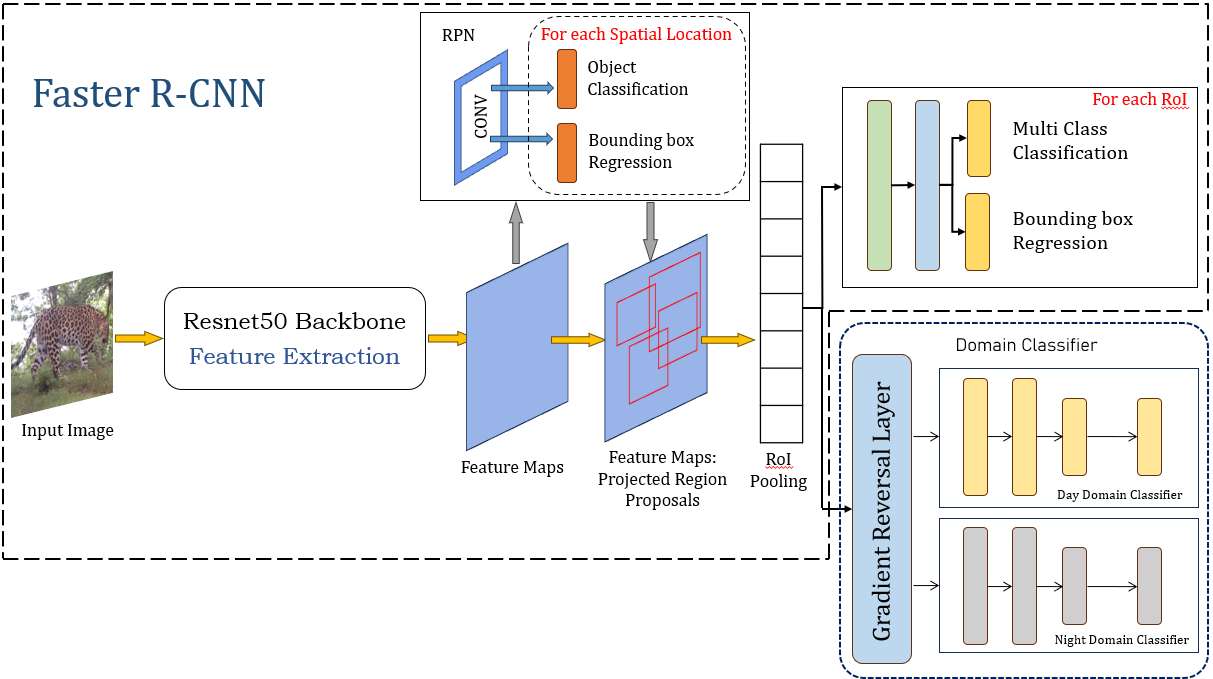 Faster R-CNN
RPN
For each Spatial Location
CONV
Object
Classification
Bounding box
Regression
For each RoI
Multi Class
Classification
Bounding box
Regression
Resnet50 Backbone
Feature Extraction
Input Image
Feature Maps
Feature Maps:
Projected Region
Proposals
RoI
Pooling
Domain Classifier
Gradient Reversal Layer
Day Domain Classifier
Night Domain Classifier